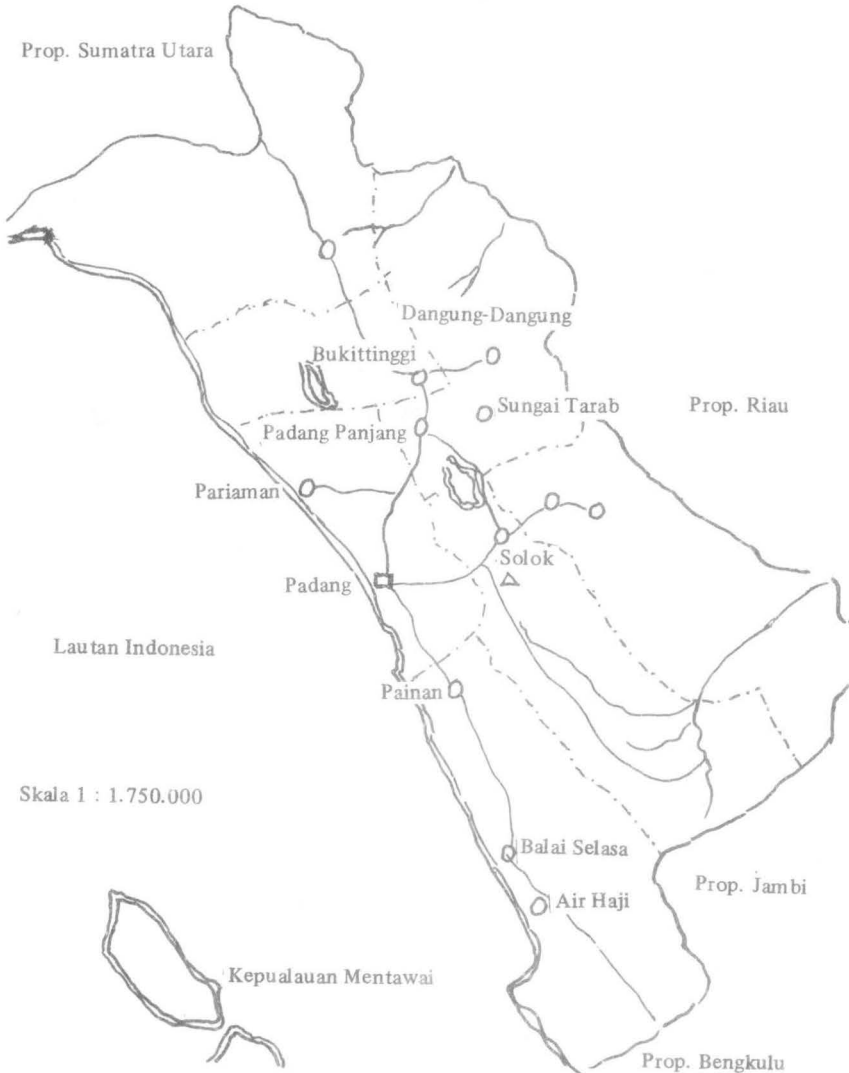 Prop. Sumatra Utara
Dangung-Dangung
Bukittinggi
Sungai Tarab
Prop. Riau
Padang Panjang
Pariaman
Solok
Padang
Lautan Indonesia
Painan
Skala 1 : 1.750.000
Balai Selasa
Prop. Jambi
Air Haji
Kepualauan Mentawai
Prop. Bengkulu